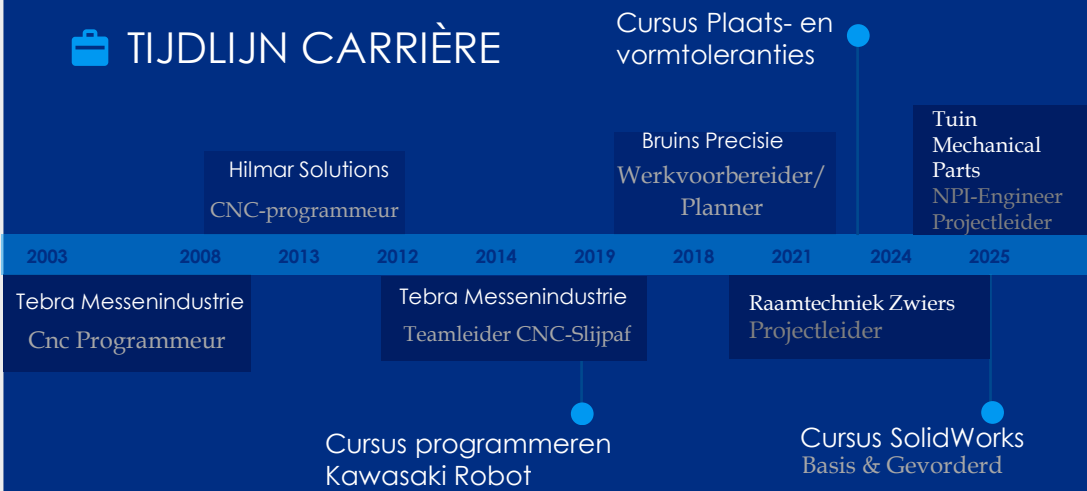 TIJDLIJN CARRIÈRE
Cursus Plaats- en
vormtoleranties
Hilmar Solutions
CNC-programmeur
Bruins Precisie
Werkvoorbereider/
Planner
Tuin
Mechanical
Parts
NPI-Engineer
Projectleider
2003 2008 2013 2012 2014 2019 2018 2021 2024 2025
Tebra Messenindustrie
Cnc Programmeur
Tebra Messenindustrie
Teamleider CNC-Slijpaf
Raamtechniek Zwiers
Projectleider
Cursus programmeren
Kawasaki Robot
Cursus SolidWorks
Basis & Gevorderd